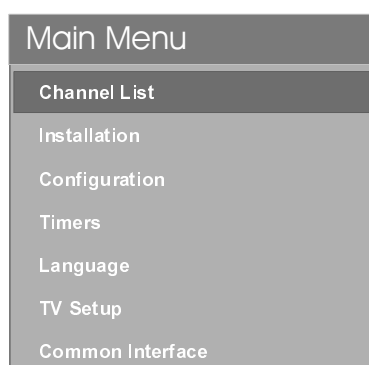 Main Menu
Channel List
Installation
Configuration
Timers
Language
TV Setup
Common Interface